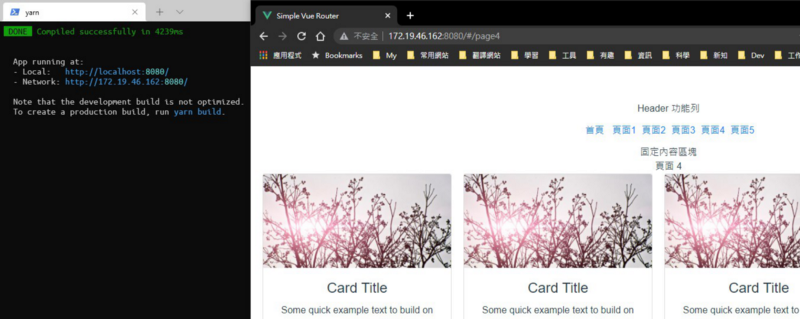 yarn
DONE Compiled successfully in 4239ms
App running at:
- Local: http://localhost:8080/
- Network: http://172.19.46.162:8080/
Note that the development build is not optimized.
To create a production build, run yarn build.
Simple Vue Router
不安全 | 172.19.46.162:8080/#/page4
應用程式 Bookmarks My 常用網站 翻譯網站 學習 工具 有趣 資訊 科學 新知 Dev 工作
Header 功能列
首頁 頁面1 頁面2 頁面3 頁面4 頁面5
固定內容區塊
頁面 4
Card Title Card Title Card Title
Some quick example text to build on Some quick example text to build on Some quick example text to build on